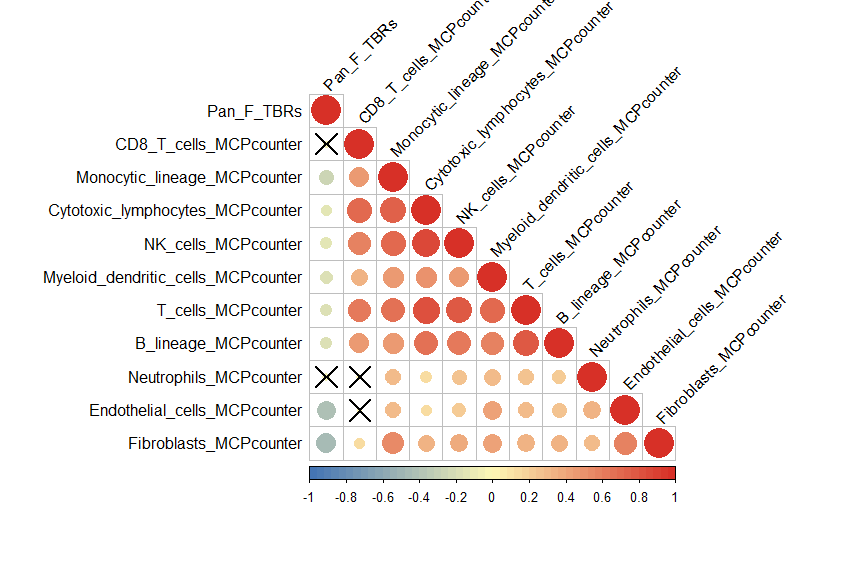 Pan_F_TBRs
CD8_T_cells_MCPcoun
Monocytic_lineage_MCPcounte
Cytotoxic_lymphocytes_MCPcounter
NK_cells_MCPcounter
Myeloid_dendritic_cells_MCPcounter
T_cells_MCPcounter
B_lineage_MCPcounter
Neutrophils_MCPcounter
Endothelial_cells_MCPcounter
Fibroblasts_MCPcounter
Pan_F_TBRs
CD8_T_cells_MCPcounter
Monocytic_lineage_MCPcounter
Cytotoxic_lymphocytes_MCPcounter
NK_cells_MCPcounter
Myeloid_dendritic_cells_MCPcounter
T_cells_MCPcounter
B_lineage_MCPcounter
Neutrophils_MCPcounter
Endothelial_cells_MCPcounter
Fibroblasts_MCPcounter
-1 -0.8 -0.6 -0.4 -0.2 0 0.2 0.4 0.6 0.8 1